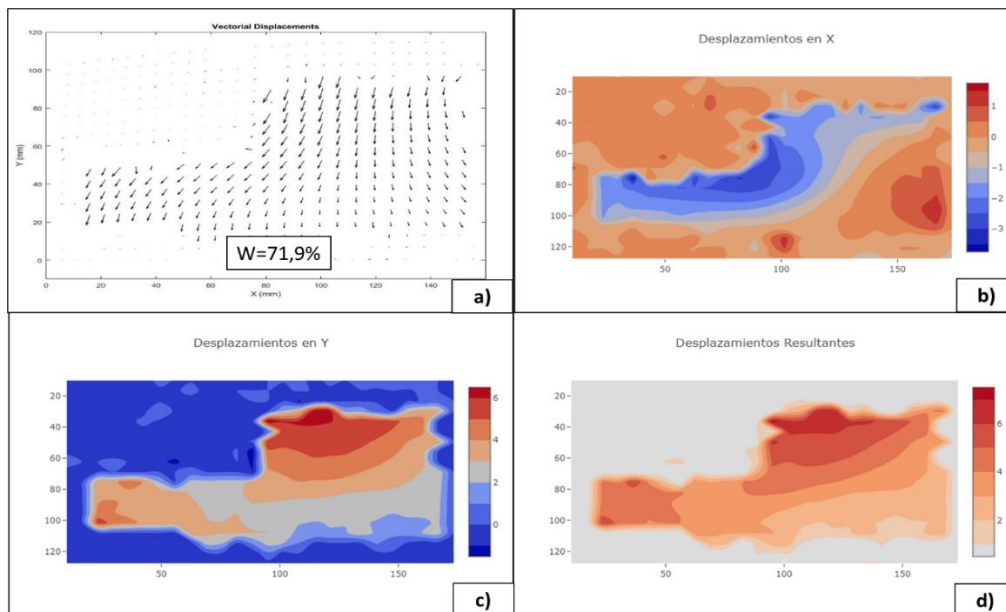 Vectorial Displacements
120
100
80
60
40
20
0
Y (mm)
0 20 40 60 80 100 120 140
X (mm)
W=71,9%
a)
Desplazamientos en X
20
40
60
80
100
120
50 100 150
1
0
−1
−2
−3
b)
Desplazamientos en Y
20
40
60
80
100
120
50 100 150
6
4
2
0
c)
Desplazamientos Resultantes
20
40
60
80
100
120
50 100 150
6
4
2
d)